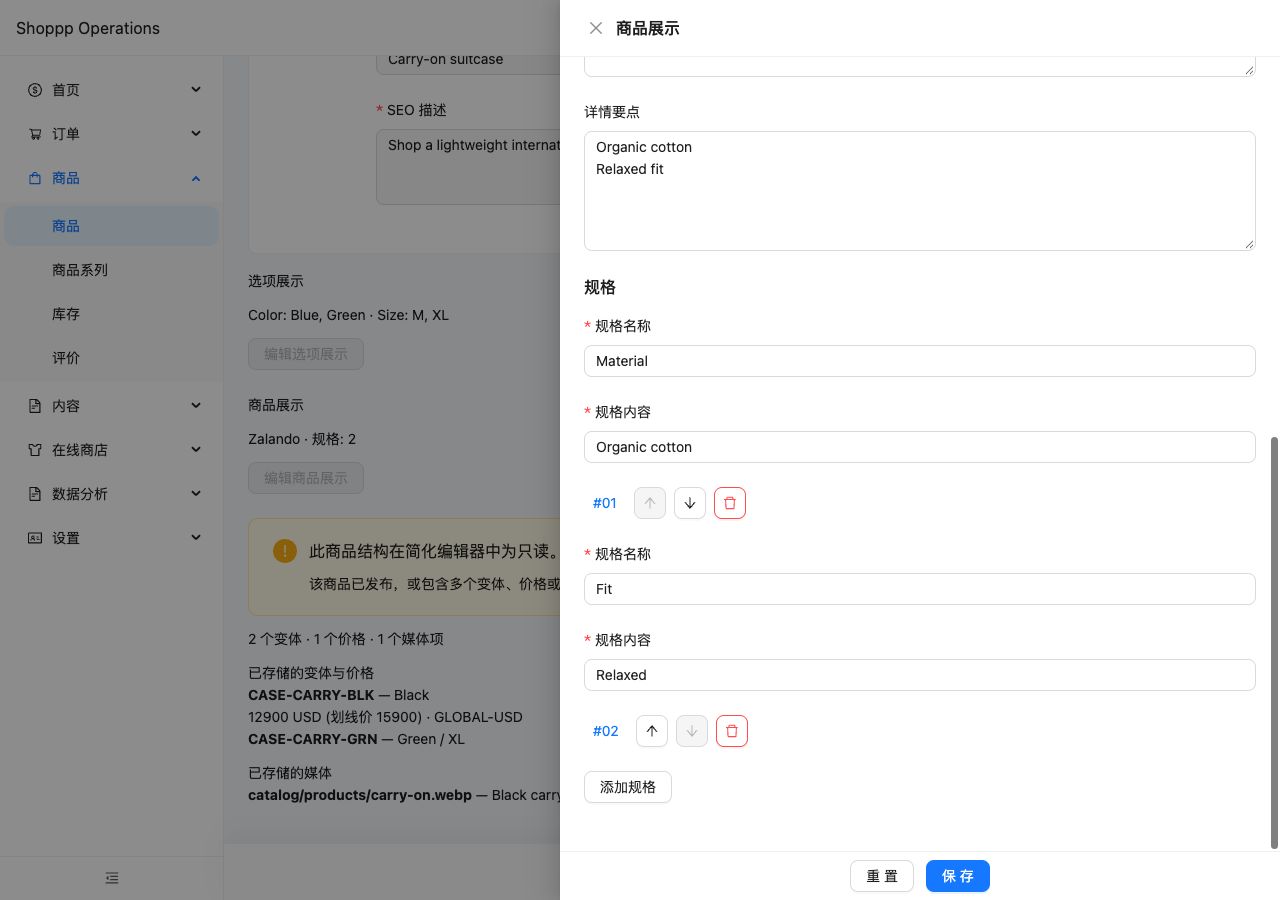 Shoppp Operations
首页
订单
商品
商品
商品系列
库存
评价
内容
在线商店
数据分析
设置
Carry-on suitcase
* SEO 描述
Shop a lightweight internat
选项展示
Color: Blue, Green · Size: M, XL
编辑选项展示
商品展示
Zalando · 规格: 2
编辑商品展示
此商品结构在简化编辑器中为只读。
该商品已发布，或包含多个变体、价格或
2 个变体 · 1 个价格 · 1 个媒体项
已存储的变体与价格
CASE-CARRY-BLK — Black
12900 USD (划线价 15900) · GLOBAL-USD
CASE-CARRY-GRN — Green / XL
已存储的媒体
catalog/products/carry-on.webp — Black carry
商品展示
详情要点
Organic cotton
Relaxed fit
规格
* 规格名称
Material
* 规格内容
Organic cotton
#01
* 规格名称
Fit
* 规格内容
Relaxed
#02
添加规格
重 置
保 存